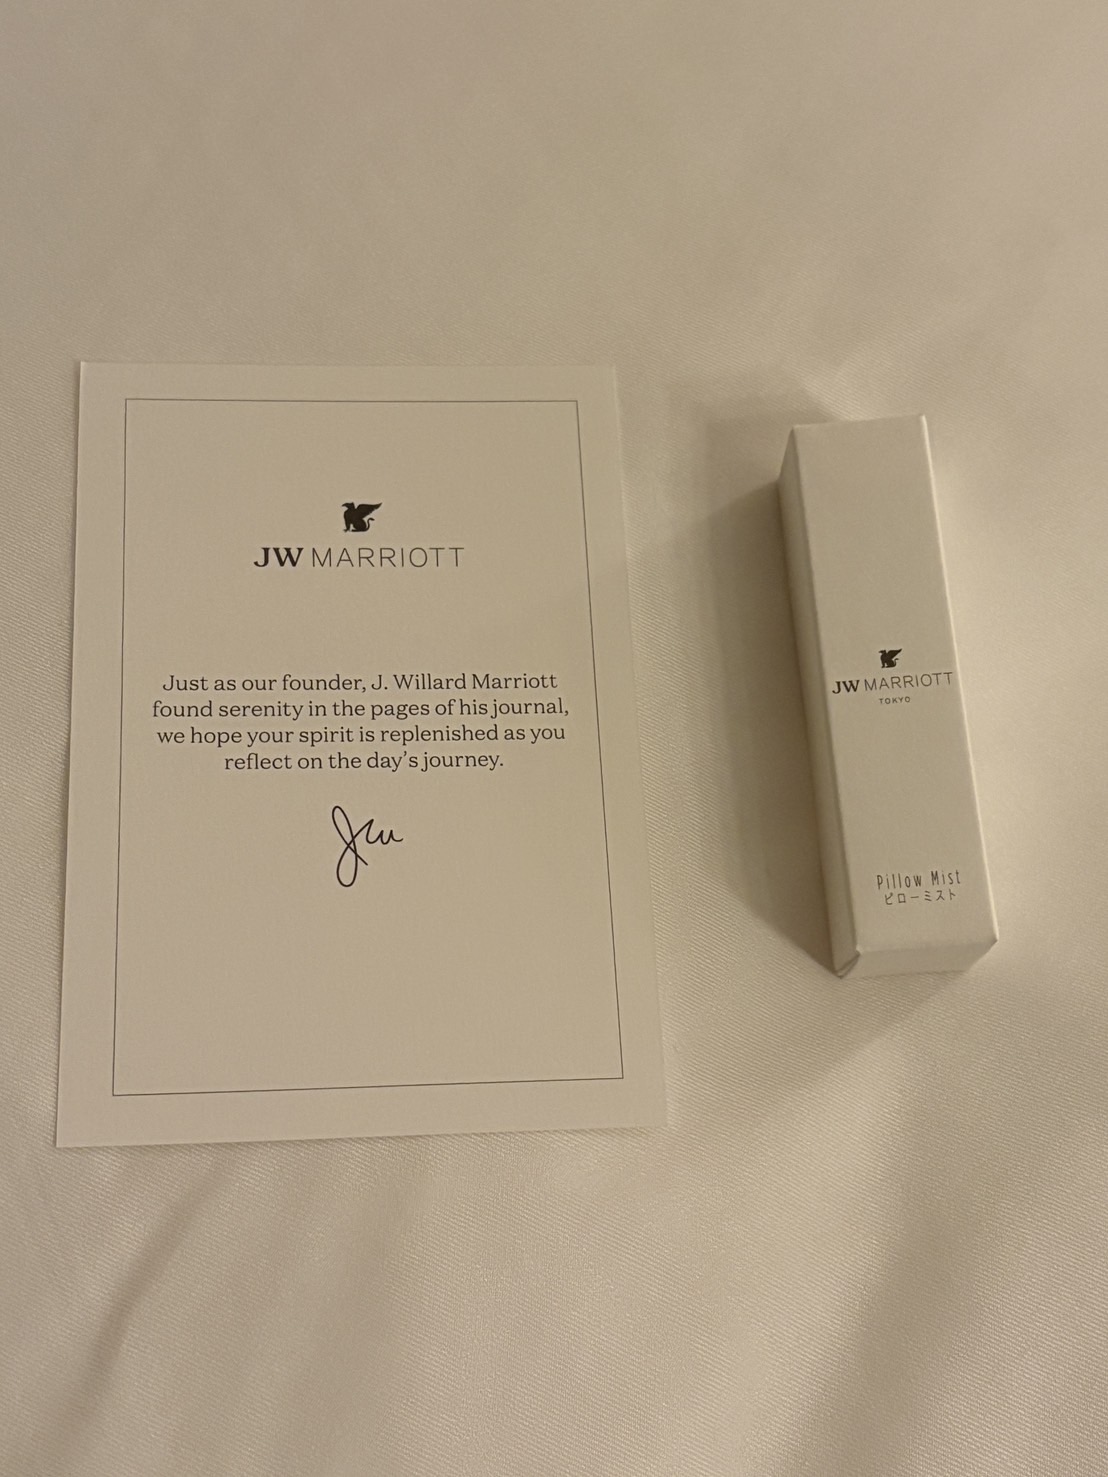 JW MARRIOTT
Just as our founder, J. Willard Marriott
found serenity in the pages of his journal,
we hope your spirit is replenished as you
reflect on the day's journey.
JW
JW MARRIOTT
TOKYO
Pillow Mist
ピローミスト